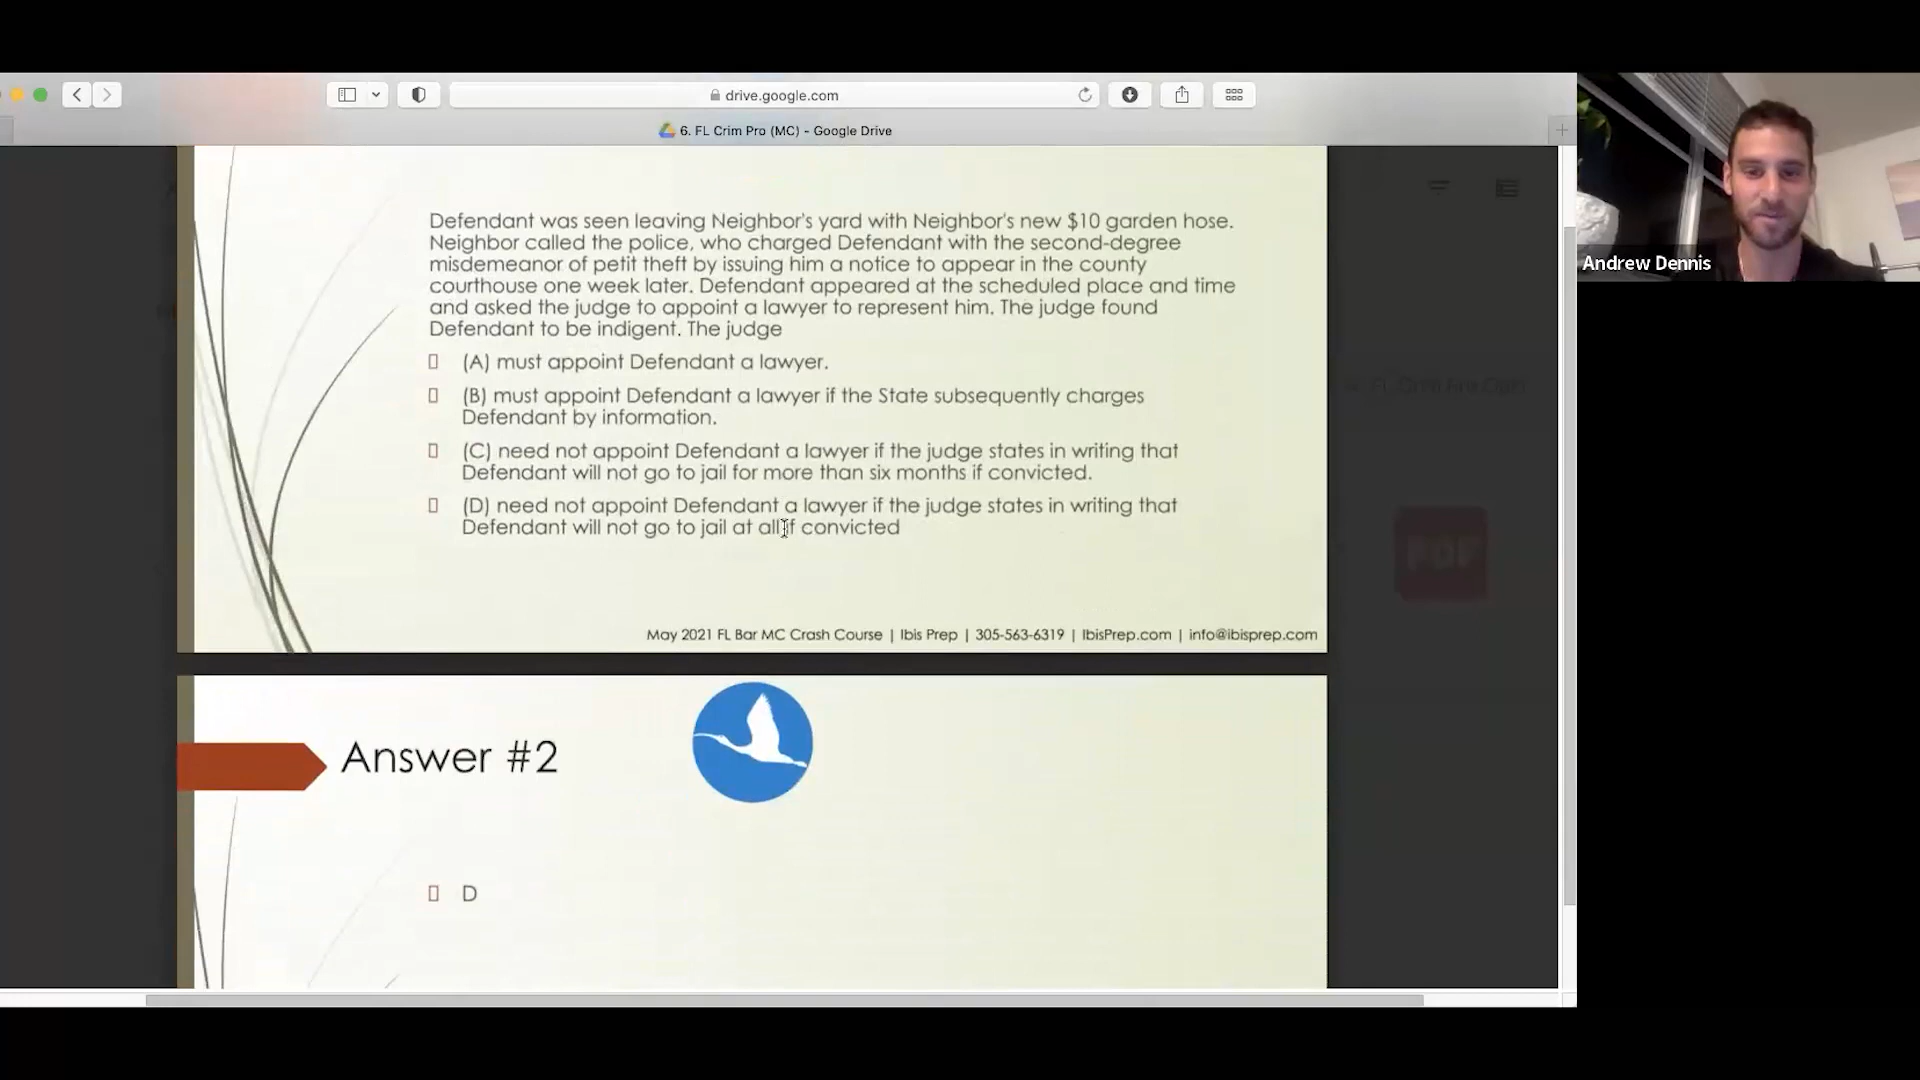 drive.google.com
6. FL Crim Pro (MC) - Google Drive
Andrew Dennis
Defendant was seen leaving Neighbor's yard with Neighbor's new $10 garden hose.
Neighbor called the police, who charged Defendant with the second-degree
misdemeanor of petit theft by issuing him a notice to appear in the county
courthouse one week later. Defendant appeared at the scheduled place and time
and asked the judge to appoint a lawyer to represent him. The judge found
Defendant to be indigent. The judge
(A) must appoint Defendant a lawyer.
(B) must appoint Defendant a lawyer if the State subsequently charges
Defendant by information.
(C) need not appoint Defendant a lawyer if the judge states in writing that
Defendant will not go to jail for more than six months if convicted.
(D) need not appoint Defendant a lawyer if the judge states in writing that
Defendant will not go to jail at all if convicted
PDF
May 2021 FL Bar MC Crash Course | Ibis Prep | 305-563-6319 | IbisPrep.com | info@ibisprep.com
Answer #2
D